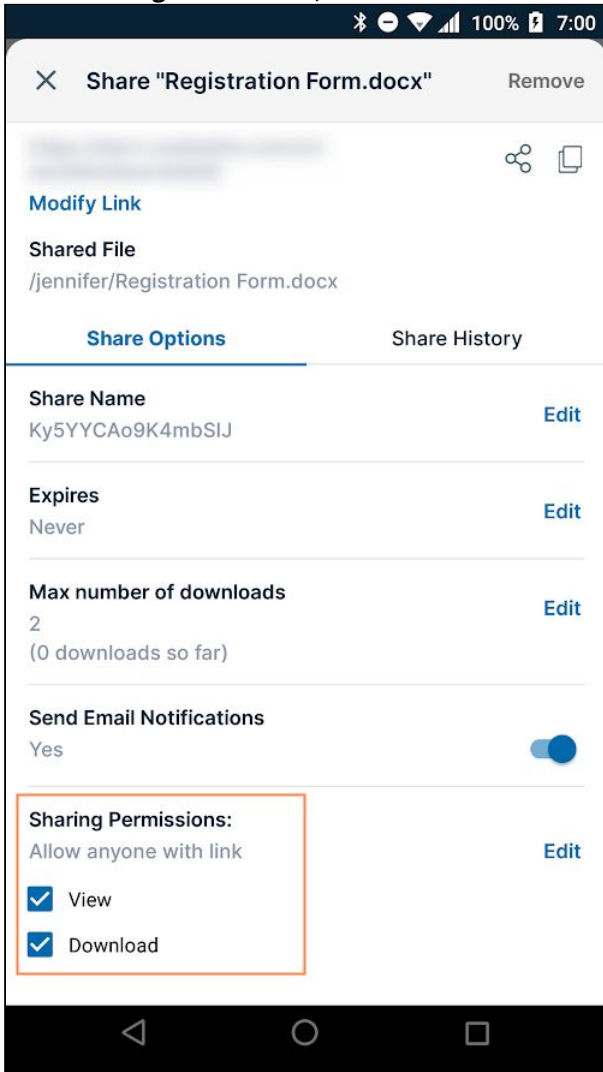 100% 7:00
Share "Registration Form.docx" Remove
Modify Link
Shared File
/jennifer/Registration Form.docx
Share Options Share History
Share Name
Ky5YYCAo9K4mbSIJ Edit
Expires
Never Edit
Max number of downloads
2 Edit
(0 downloads so far)
Send Email Notifications
Yes
Sharing Permissions:
Allow anyone with link Edit
View
Download